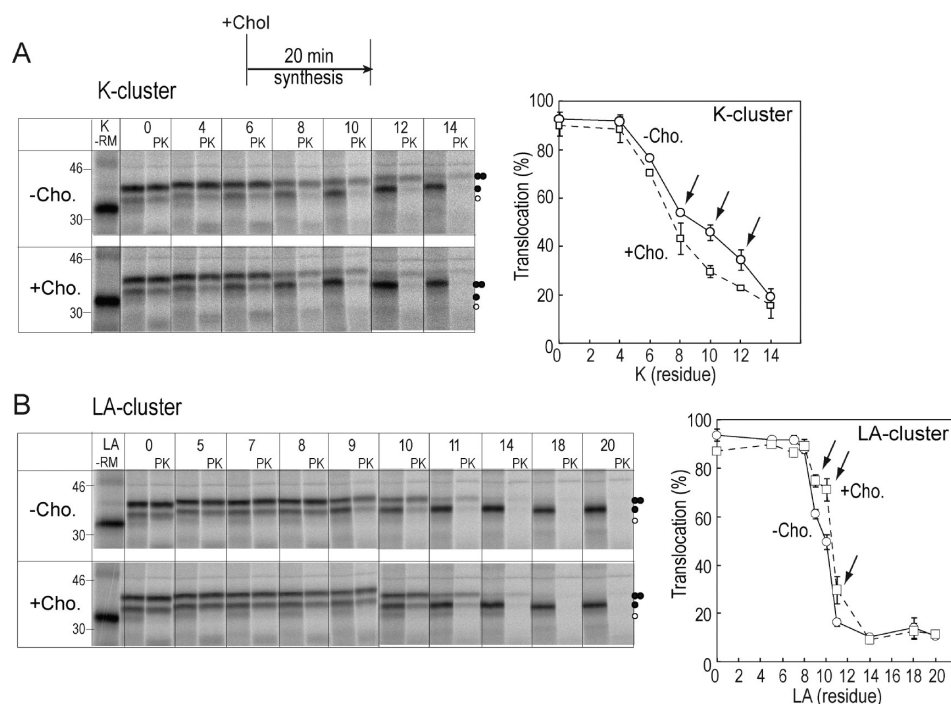 +Chol
A
20 min
synthesis
K-cluster
K 0 4 6 8 10 12 14
-RM PK PK PK PK PK PK PK
46
-Cho.
30
46
+Cho.
30
100
80
60
40
20
0
Translocation (%)
K-cluster
-Cho.
+Cho.
0 2 4 6 8 10 12 14
K (residue)
B
LA-cluster
LA 0 5 7 8 9 10 11 14 18 20
-RM PK PK PK PK PK PK PK PK PK PK
46
-Cho.
30
46
+Cho.
30
100
80
60
40
20
0
Translocation (%)
LA-cluster
+Cho.
-Cho.
0 2 4 6 8 10 12 14 16 18 20
LA (residue)